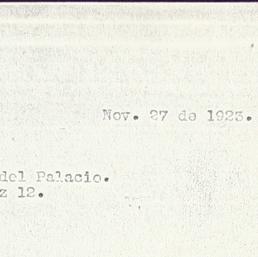 Nov. 27 de 1923.
del Palacio.
z 12.